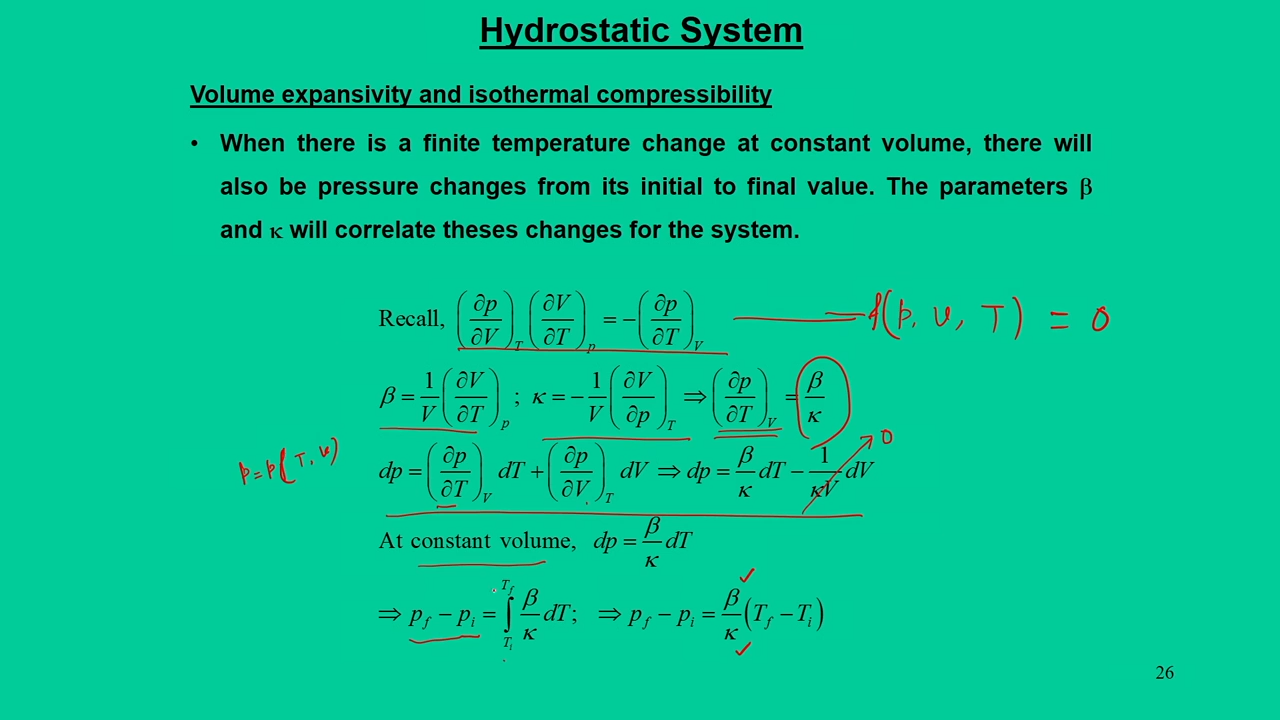 Hydrostatic System
Volume expansivity and isothermal compressibility
• When there is a finite temperature change at constant volume, there will
also be pressure changes from its initial to final value. The parameters β
and κ will correlate theses changes for the system.
Recall, (∂p/∂V)_T (∂V/∂T)_p = −(∂p/∂T)_V f(p, v, T) = 0
β = 1/V (∂V/∂T)_p ; κ = −1/V (∂V/∂p)_T ⇒ (∂p/∂T)_V = β/κ
p = p(T, v) dp = (∂p/∂T)_V dT + (∂p/∂V)_T dV ⇒ dp = β/κ dT − 1/κV dV 0
At constant volume, dp = β/κ dT
⇒ p_f − p_i = ∫_{T_i}^{T_f} β/κ dT; ⇒ p_f − p_i = β/κ (T_f − T_i)
26